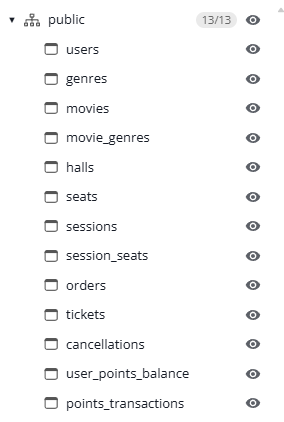 public 13/13
users
genres
movies
movie_genres
halls
seats
sessions
session_seats
orders
tickets
cancellations
user_points_balance
points_transactions